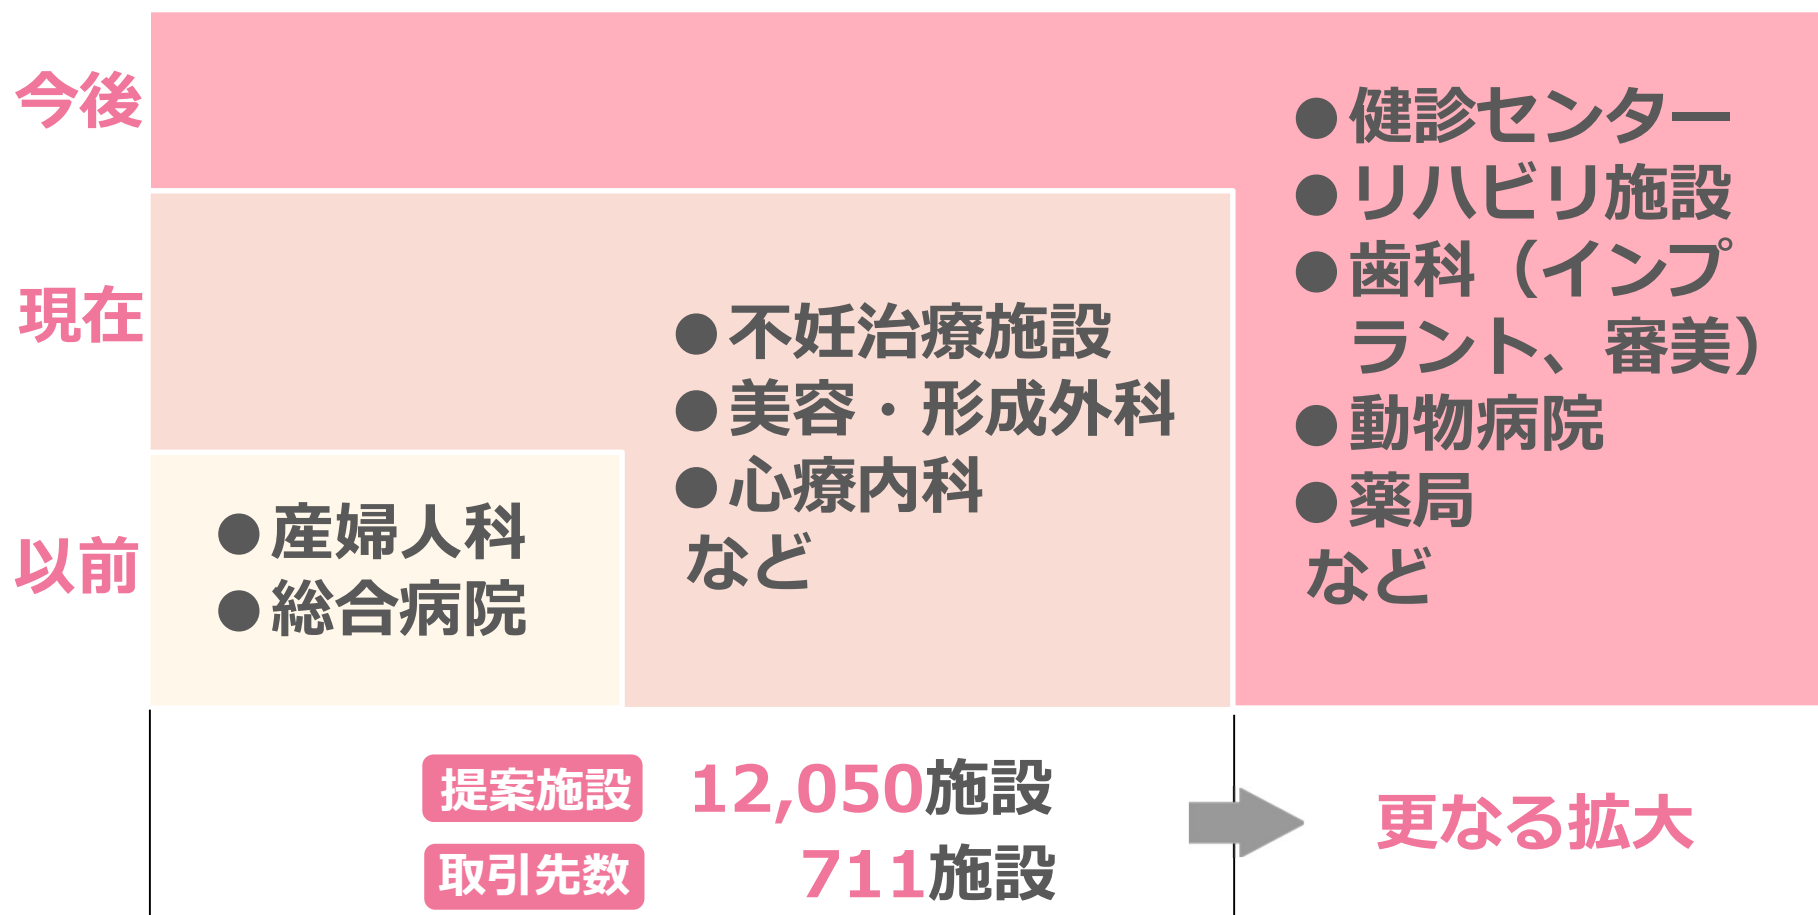 今後
●健診センター
●リハビリ施設
●歯科（インプ
ラント、審美）
●動物病院
●薬局
など
現在
●不妊治療施設
●美容・形成外科
●心療内科
など
以前
●産婦人科
●総合病院
提案施設 12,050施設
取引先数 711施設
更なる拡大